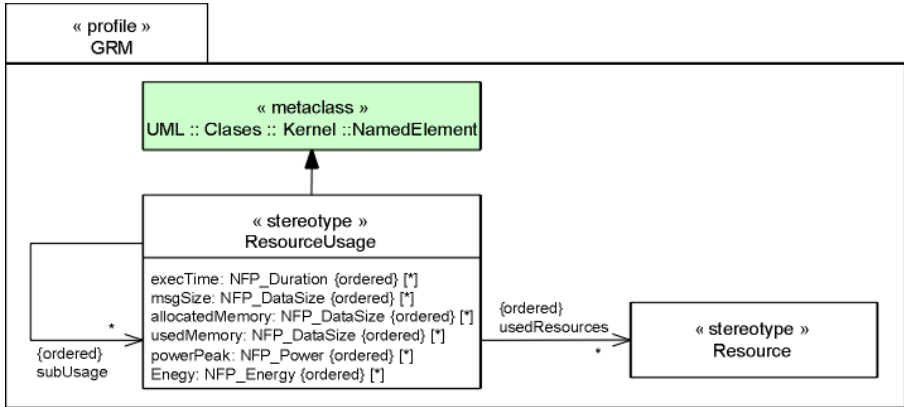 « profile »
GRM
« metaclass »
UML :: Clases :: Kernel ::NamedElement
« stereotype »
ResourceUsage
execTime: NFP_Duration {ordered} [*]
msgSize: NFP_DataSize {ordered} [*]
allocatedMemory: NFP_DataSize {ordered} [*]
usedMemory: NFP_DataSize {ordered} [*]
powerPeak: NFP_Power {ordered} [*]
Enegy: NFP_Energy {ordered} [*]
*
{ordered}
subUsage
{ordered}
usedResources
*
« stereotype »
Resource